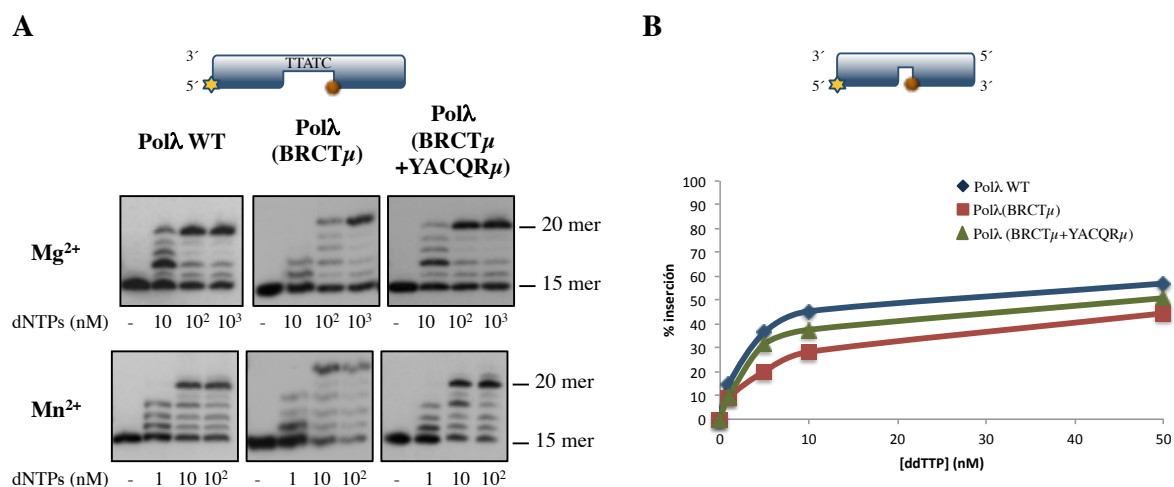 A
3´
TTATC
5´
Polλ WT
Polλ
(BRCTµ)
Polλ
(BRCTµ
+YACQRµ)
Mg²⁺
20 mer
15 mer
dNTPs (nM) - 10 10² 10³ - 10 10² 10³ - 10 10² 10³
Mn²⁺
20 mer
15 mer
dNTPs (nM) - 1 10 10² - 1 10 10² - 1 10 10²
B
3´ 5´
5´ 3´
% inserción
100
90
80
70
60
50
40
30
20
10
0
Polλ WT
Polλ(BRCTµ)
Polλ (BRCTµ+YACQRµ)
0 10 20 30 40 50
[ddTTP] (nM)